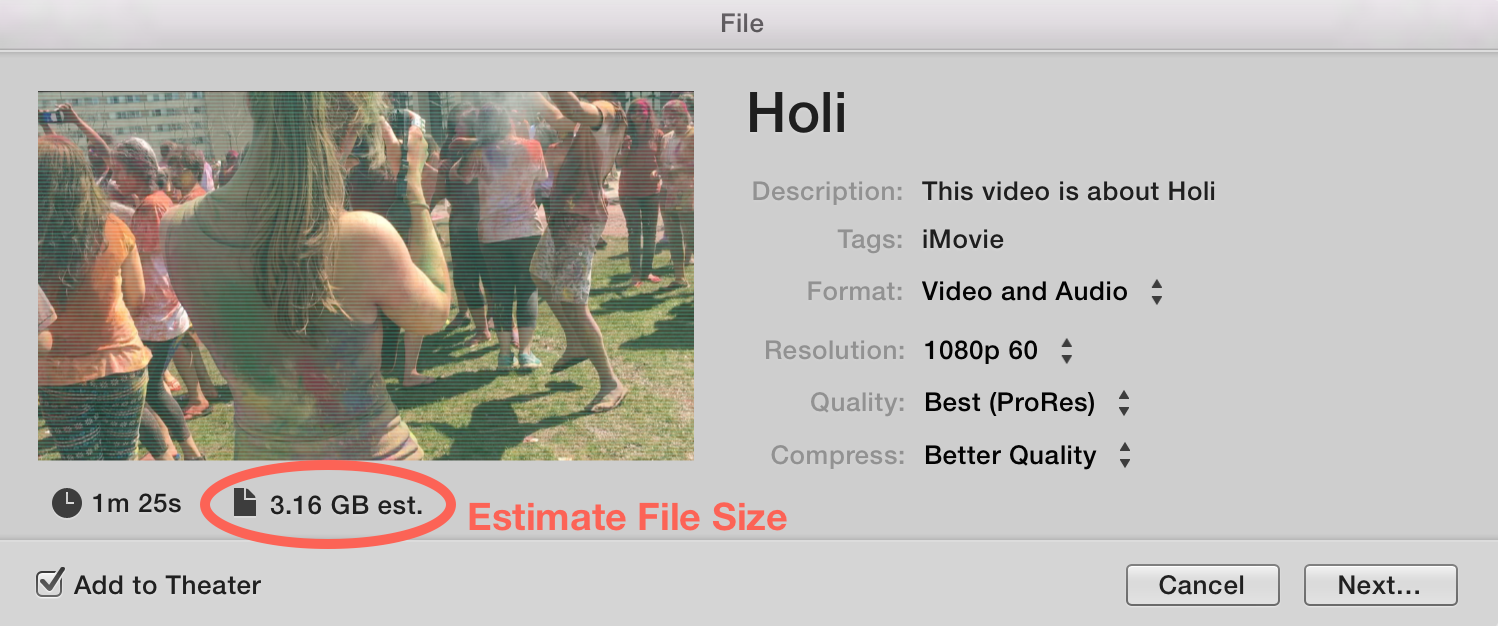 File
Holi
Description: This video is about Holi
Tags: iMovie
Format: Video and Audio
Resolution: 1080p 60
Quality: Best (ProRes)
Compress: Better Quality
1m 25s 3.16 GB est. Estimate File Size
Add to Theater Cancel Next...